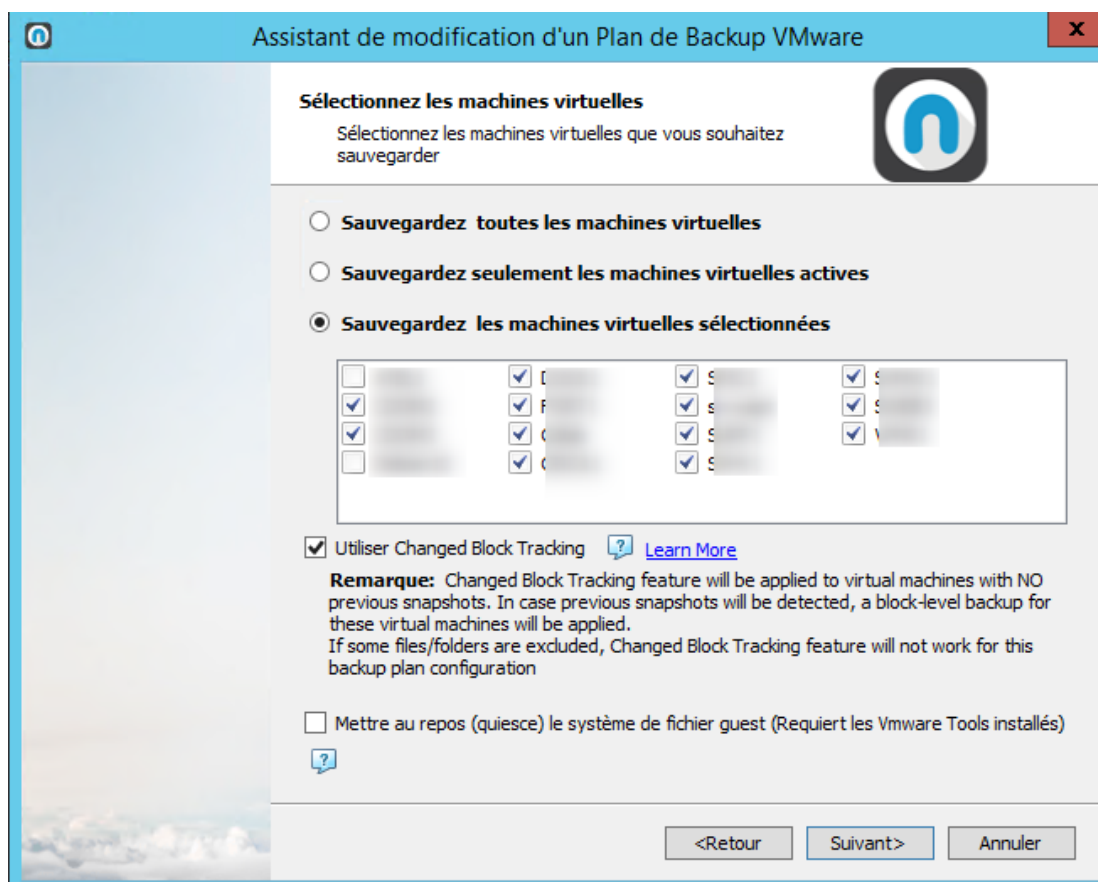 Assistant de modification d'un Plan de Backup VMware
x
Sélectionnez les machines virtuelles
Sélectionnez les machines virtuelles que vous souhaitez
sauvegarder
Sauvegardez toutes les machines virtuelles
Sauvegardez seulement les machines virtuelles actives
Sauvegardez les machines virtuelles sélectionnées
Utiliser Changed Block Tracking ? Learn More
Remarque: Changed Block Tracking feature will be applied to virtual machines with NO
previous snapshots. In case previous snapshots will be detected, a block-level backup for
these virtual machines will be applied.
If some files/folders are excluded, Changed Block Tracking feature will not work for this
backup plan configuration
Mettre au repos (quiesce) le système de fichier guest (Requiert les Vmware Tools installés)
?
<Retour Suivant> Annuler